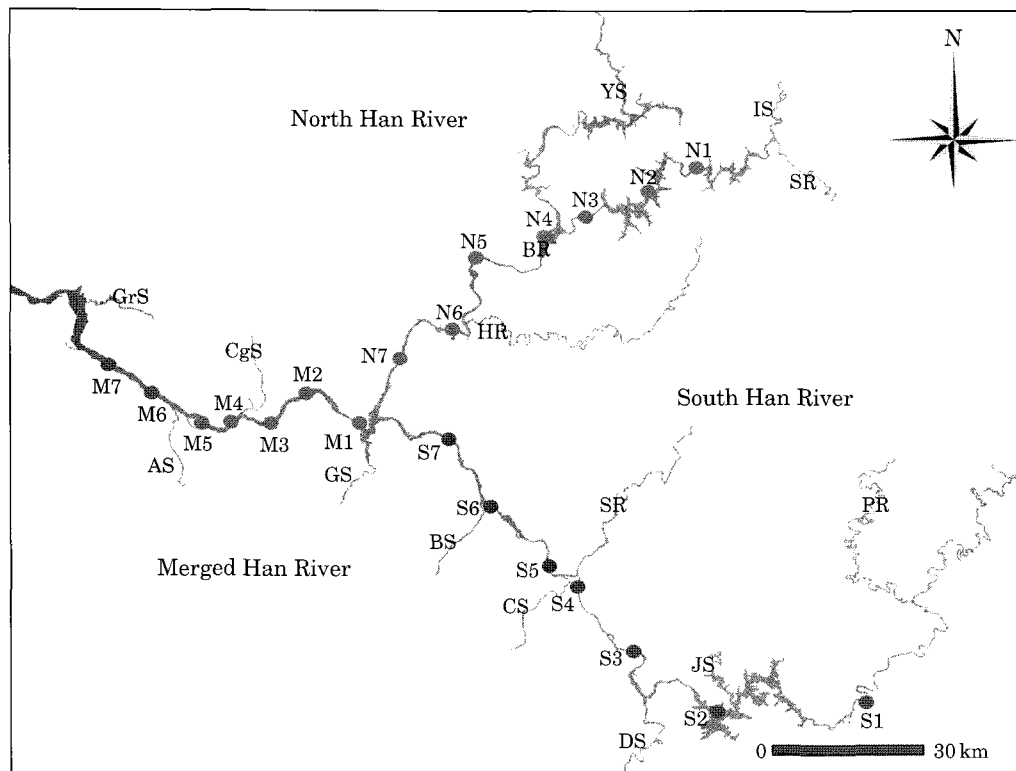 N
YS
IS
North Han River
N1
N2
SR
N3
N4
BR
N5
GrS
N6
HR
CgS
N7
M7
M2
M6
M4
South Han River
M5
M3
M1
S7
AS
GS
SR
PR
S6
BS
Merged Han River
S5
CS
S4
S3
JS
S2
S1
DS
0 30 km